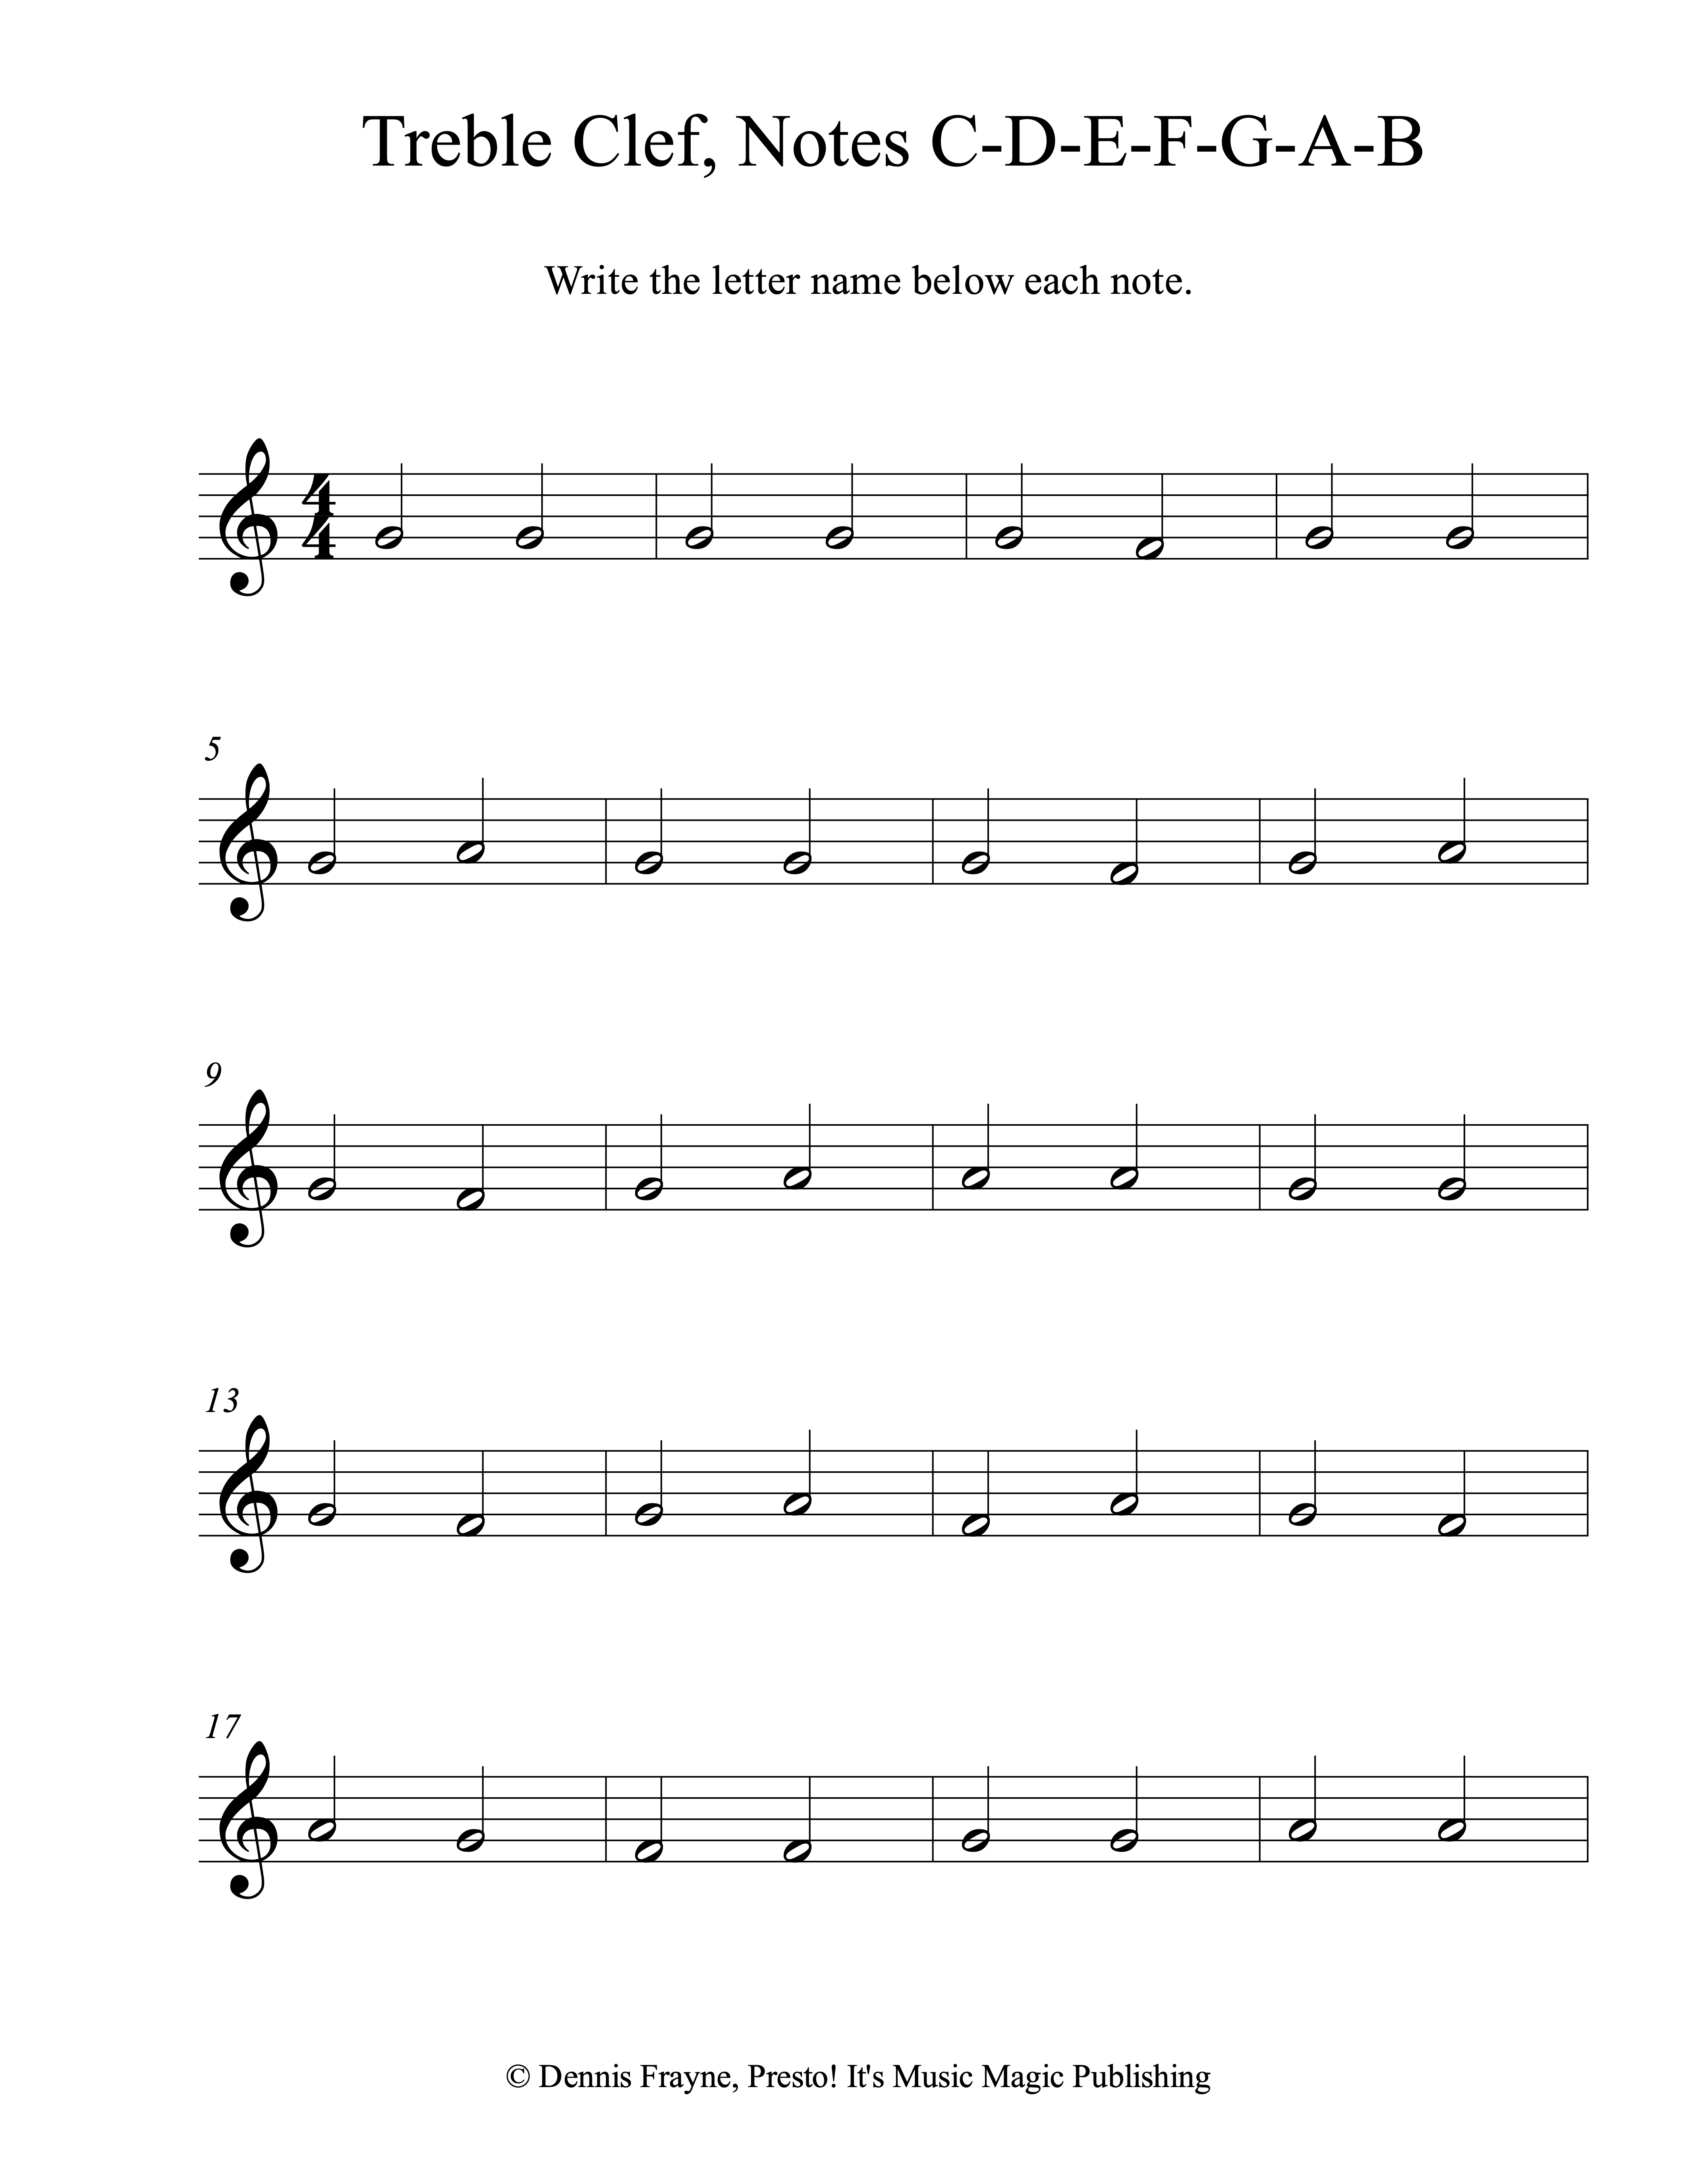 Treble Clef, Notes C-D-E-F-G-A-B
Write the letter name below each note.
4
4
5
9
13
17
© Dennis Frayne, Presto! It's Music Magic Publishing